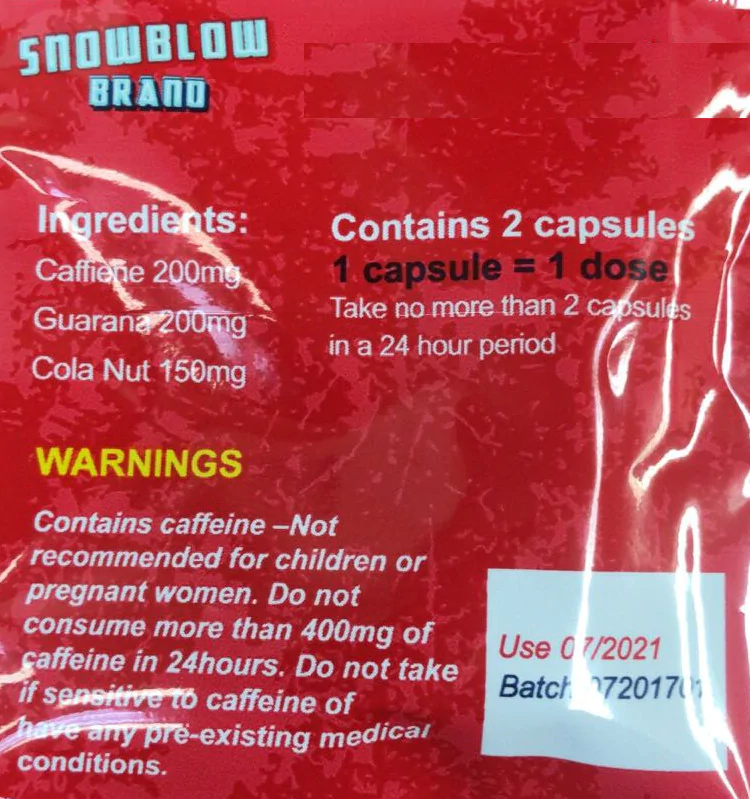 SNOWBLOW
BRAND
Ingredients:
Caffiene 200mg
Guarana 200mg
Cola Nut 150mg
Contains 2 capsules
1 capsule = 1 dose
Take no more than 2 capsules
in a 24 hour period
WARNINGS
Contains caffeine –Not
recommended for children or
pregnant women. Do not
consume more than 400mg of
caffeine in 24hours. Do not take
if sensitive to caffeine of
have any pre-existing medical
conditions.
Use 07/2021
Batch 07201701